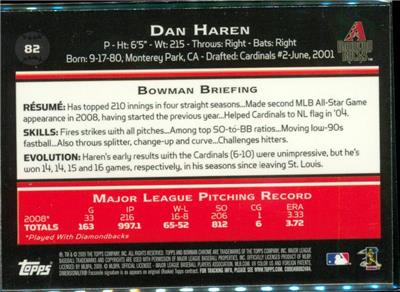 82
DAN HAREN
P - Ht: 6'5" - Wt: 215 - Throws: Right - Bats: Right
Born: 9-17-80, Monterey Park, CA - Drafted: Cardinals #2-June, 2001
BOWMAN BRIEFING
RÉSUMÉ: Has topped 210 innings in four straight seasons...Made second MLB All-Star Game
appearance in 2008, having started the previous year...Helped Cardinals to NL flag in '04.
SKILLS: Fires strikes with all pitches...Among top SO-to-BB ratios...Moving low-90s
fastball...Also throws splitter, change-up and curve...Challenges hitters.
EVOLUTION: Haren's early results with the Cardinals (6-10) were unimpressive, but he's
won 14, 14, 15 and 16 games, respectively, in his seasons since leaving St. Louis.
MAJOR LEAGUE PITCHING RECORD
G IP W-L SO CG ERA
2008* 33 216 16-8 206 1 3.33
TOTALS 163 997.1 65-52 812 6 3.72
*Played With Diamondbacks
Topps